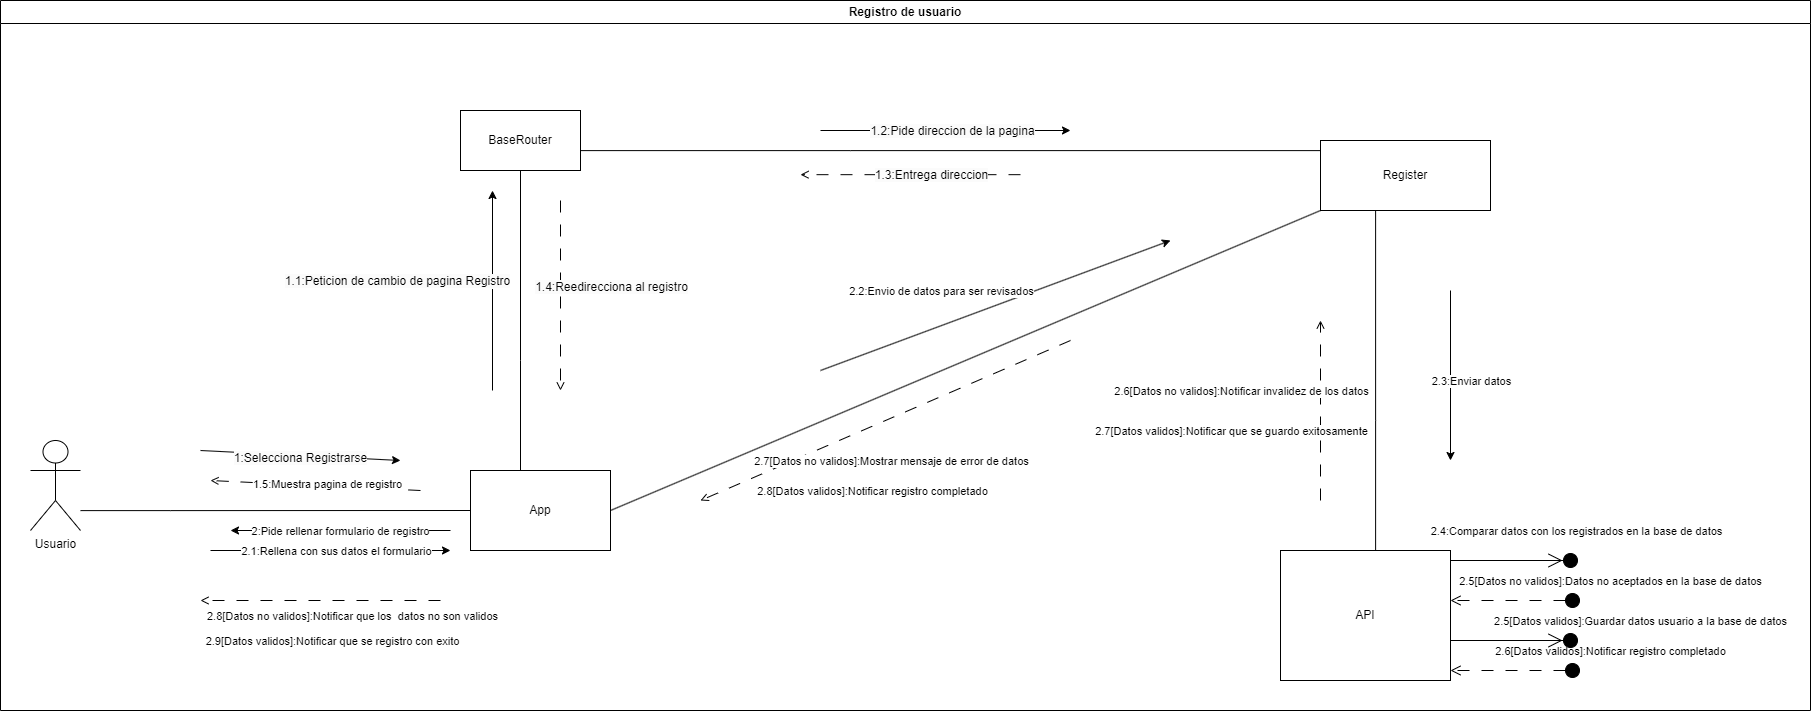 Registro de usuario
BaseRouter
1.2:Pide direccion de la pagina
1.3:Entrega direccion
Register
1.1:Peticion de cambio de pagina Registro
1.4:Reedirecciona al registro
2.2:Envio de datos para ser revisados
2.6[Datos no validos]:Notificar invalidez de los datos
2.3:Enviar datos
2.7[Datos validos]:Notificar que se guardo exitosamente
1:Selecciona Registrarse
1.5:Muestra pagina de registro
2.7[Datos no validos]:Mostrar mensaje de error de datos
2.8[Datos validos]:Notificar registro completado
App
Usuario
2:Pide rellenar formulario de registro
2.1:Rellena con sus datos el formulario
2.4:Comparar datos con los registrados en la base de datos
2.5[Datos no validos]:Datos no aceptados en la base de datos
API
2.5[Datos validos]:Guardar datos usuario a la base de datos
2.6[Datos validos]:Notificar registro completado
2.8[Datos no validos]:Notificar que los  datos no son validos
2.9[Datos validos]:Notificar que se registro con exito